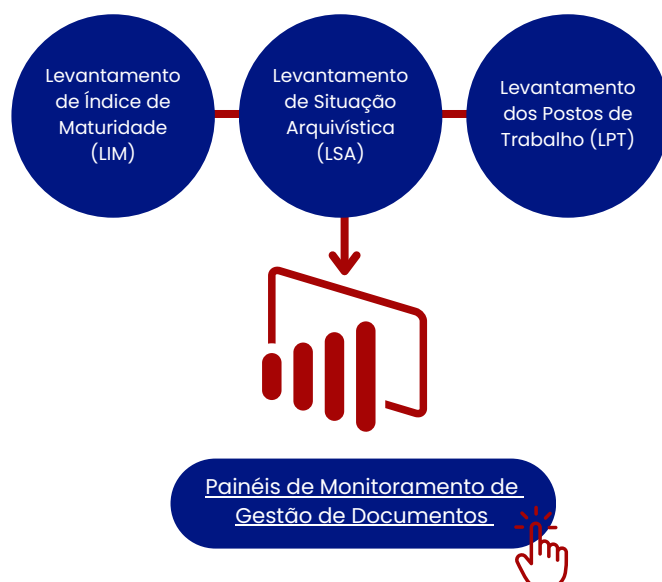 Levantamento
de Índice de
Maturidade
(LIM)
Levantamento
de Situação
Arquivística
(LSA)
Levantamento
dos Postos de
Trabalho (LPT)
Painéis de Monitoramento de
Gestão de Documentos